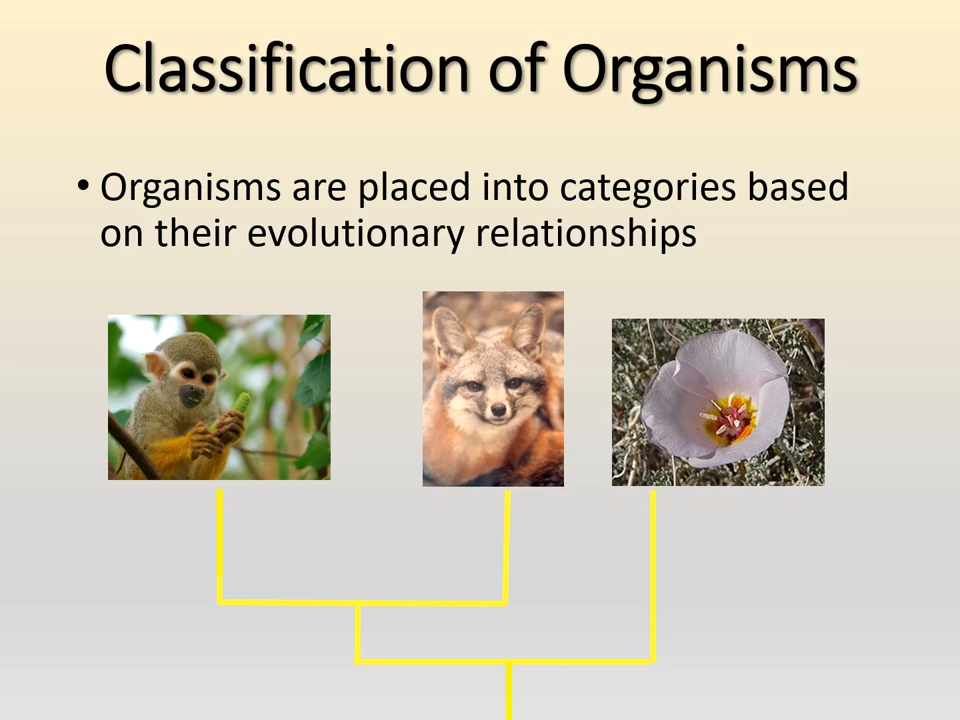 Classification of Organisms
• Organisms are placed into categories based
on their evolutionary relationships